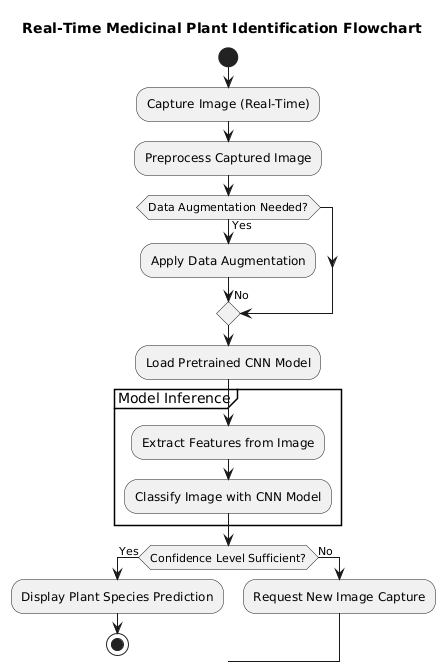 Real-Time Medicinal Plant Identification Flowchart
Capture Image (Real-Time)
Preprocess Captured Image
Data Augmentation Needed?
Yes
Apply Data Augmentation
No
Load Pretrained CNN Model
Model Inference
Extract Features from Image
Classify Image with CNN Model
Yes
Confidence Level Sufficient?
No
Display Plant Species Prediction
Request New Image Capture